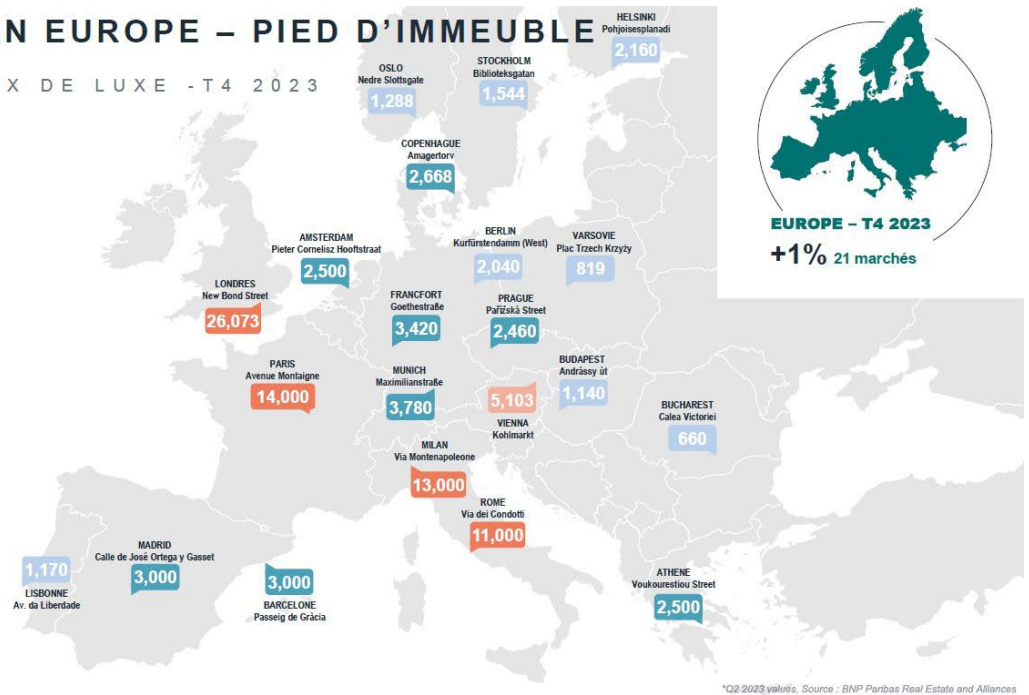 N EUROPE – PIED D’IMMEUBLE
X DE LUXE -T4 2023
HELSINKI
Pohjoisesplanadi
2,160
OSLO
Nedre Slottsgate
1,288
STOCKHOLM
Biblioteksgatan
1,544
COPENHAGUE
Amagertorv
2,668
EUROPE – T4 2023
+1% 21 marchés
AMSTERDAM
Pieter Cornelisz Hooftstraat
2,500
BERLIN
Kurfürstendamm (West)
2,040
VARSOVIE
Plac Trzech Krzyży
819
LONDRES
New Bond Street
26,073
FRANCFORT
Goethestraße
3,420
PRAGUE
Pařížská Street
2,460
PARIS
Avenue Montaigne
14,000
MUNICH
Maximilianstraße
3,780
5,103
VIENNA
Kohlmarkt
BUDAPEST
Andrássy út
1,140
BUCHAREST
Calea Victoriei
660
MILAN
Via Montenapoleone
13,000
ROME
Via dei Condotti
11,000
1,170
LISBONNE
Av. da Liberdade
MADRID
Calle de José Ortega y Gasset
3,000
3,000
BARCELONE
Passeig de Gràcia
ATHENE
Voukourestiou Street
2,500
*Q2 2023 values. Source : BNP Paribas Real Estate and Alliances